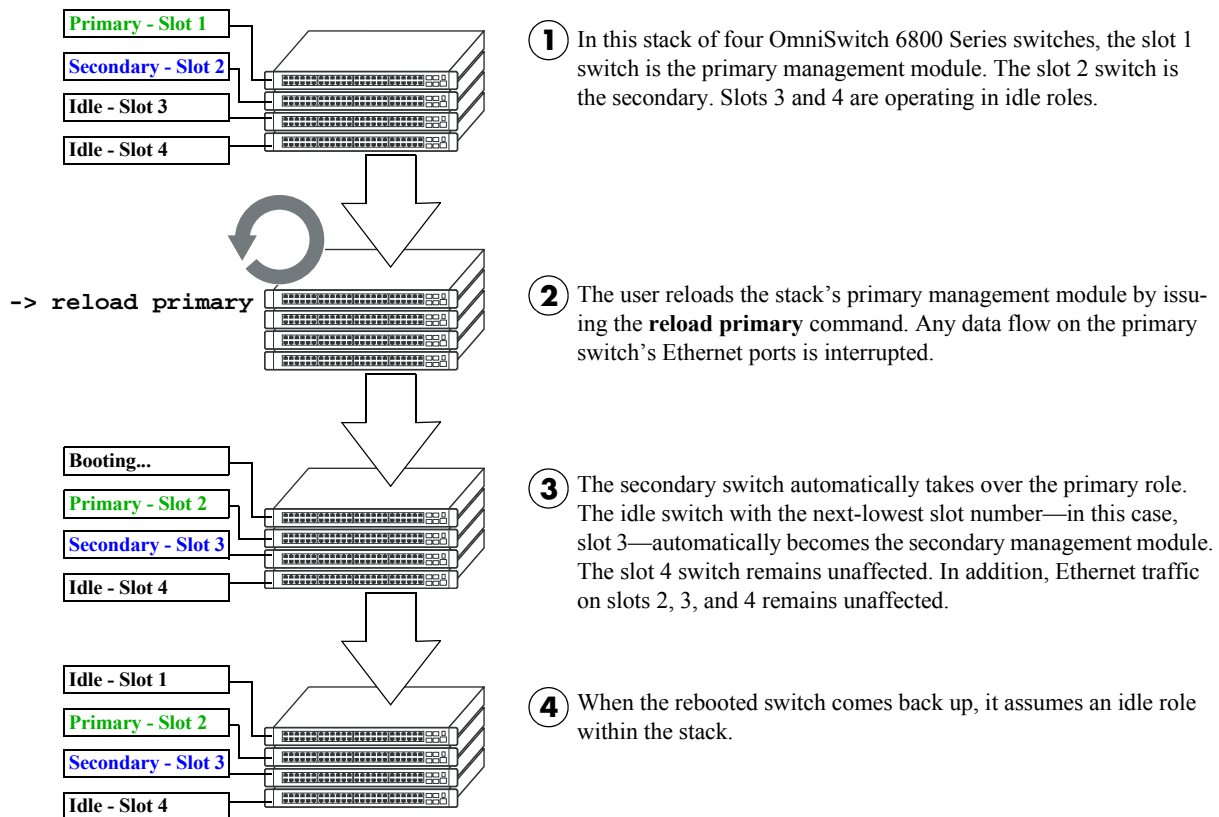 Primary - Slot 1
Secondary - Slot 2
Idle - Slot 3
Idle - Slot 4
1
In this stack of four OmniSwitch 6800 Series switches, the slot 1
switch is the primary management module. The slot 2 switch is
the secondary. Slots 3 and 4 are operating in idle roles.
-> reload primary
2
The user reloads the stack’s primary management module by issu-
ing the reload primary command. Any data flow on the primary
switch’s Ethernet ports is interrupted.
Booting...
Primary - Slot 2
Secondary - Slot 3
Idle - Slot 4
3
The secondary switch automatically takes over the primary role.
The idle switch with the next-lowest slot number—in this case,
slot 3—automatically becomes the secondary management module.
The slot 4 switch remains unaffected. In addition, Ethernet traffic
on slots 2, 3, and 4 remains unaffected.
Idle - Slot 1
Primary - Slot 2
Secondary - Slot 3
Idle - Slot 4
4
When the rebooted switch comes back up, it assumes an idle role
within the stack.